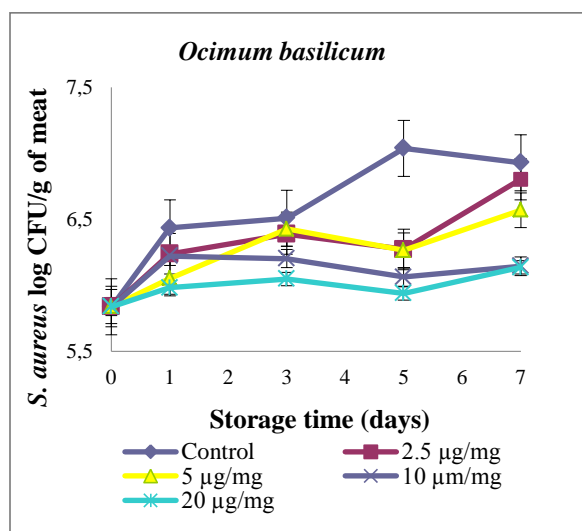 Ocimum basilicum
7,5
6,5
5,5
S. aureus log CFU/g of meat
0 1 2 3 4 5 6 7
Storage time (days)
Control 2.5 µg/mg
5 µg/mg 10 µm/mg
20 µg/mg